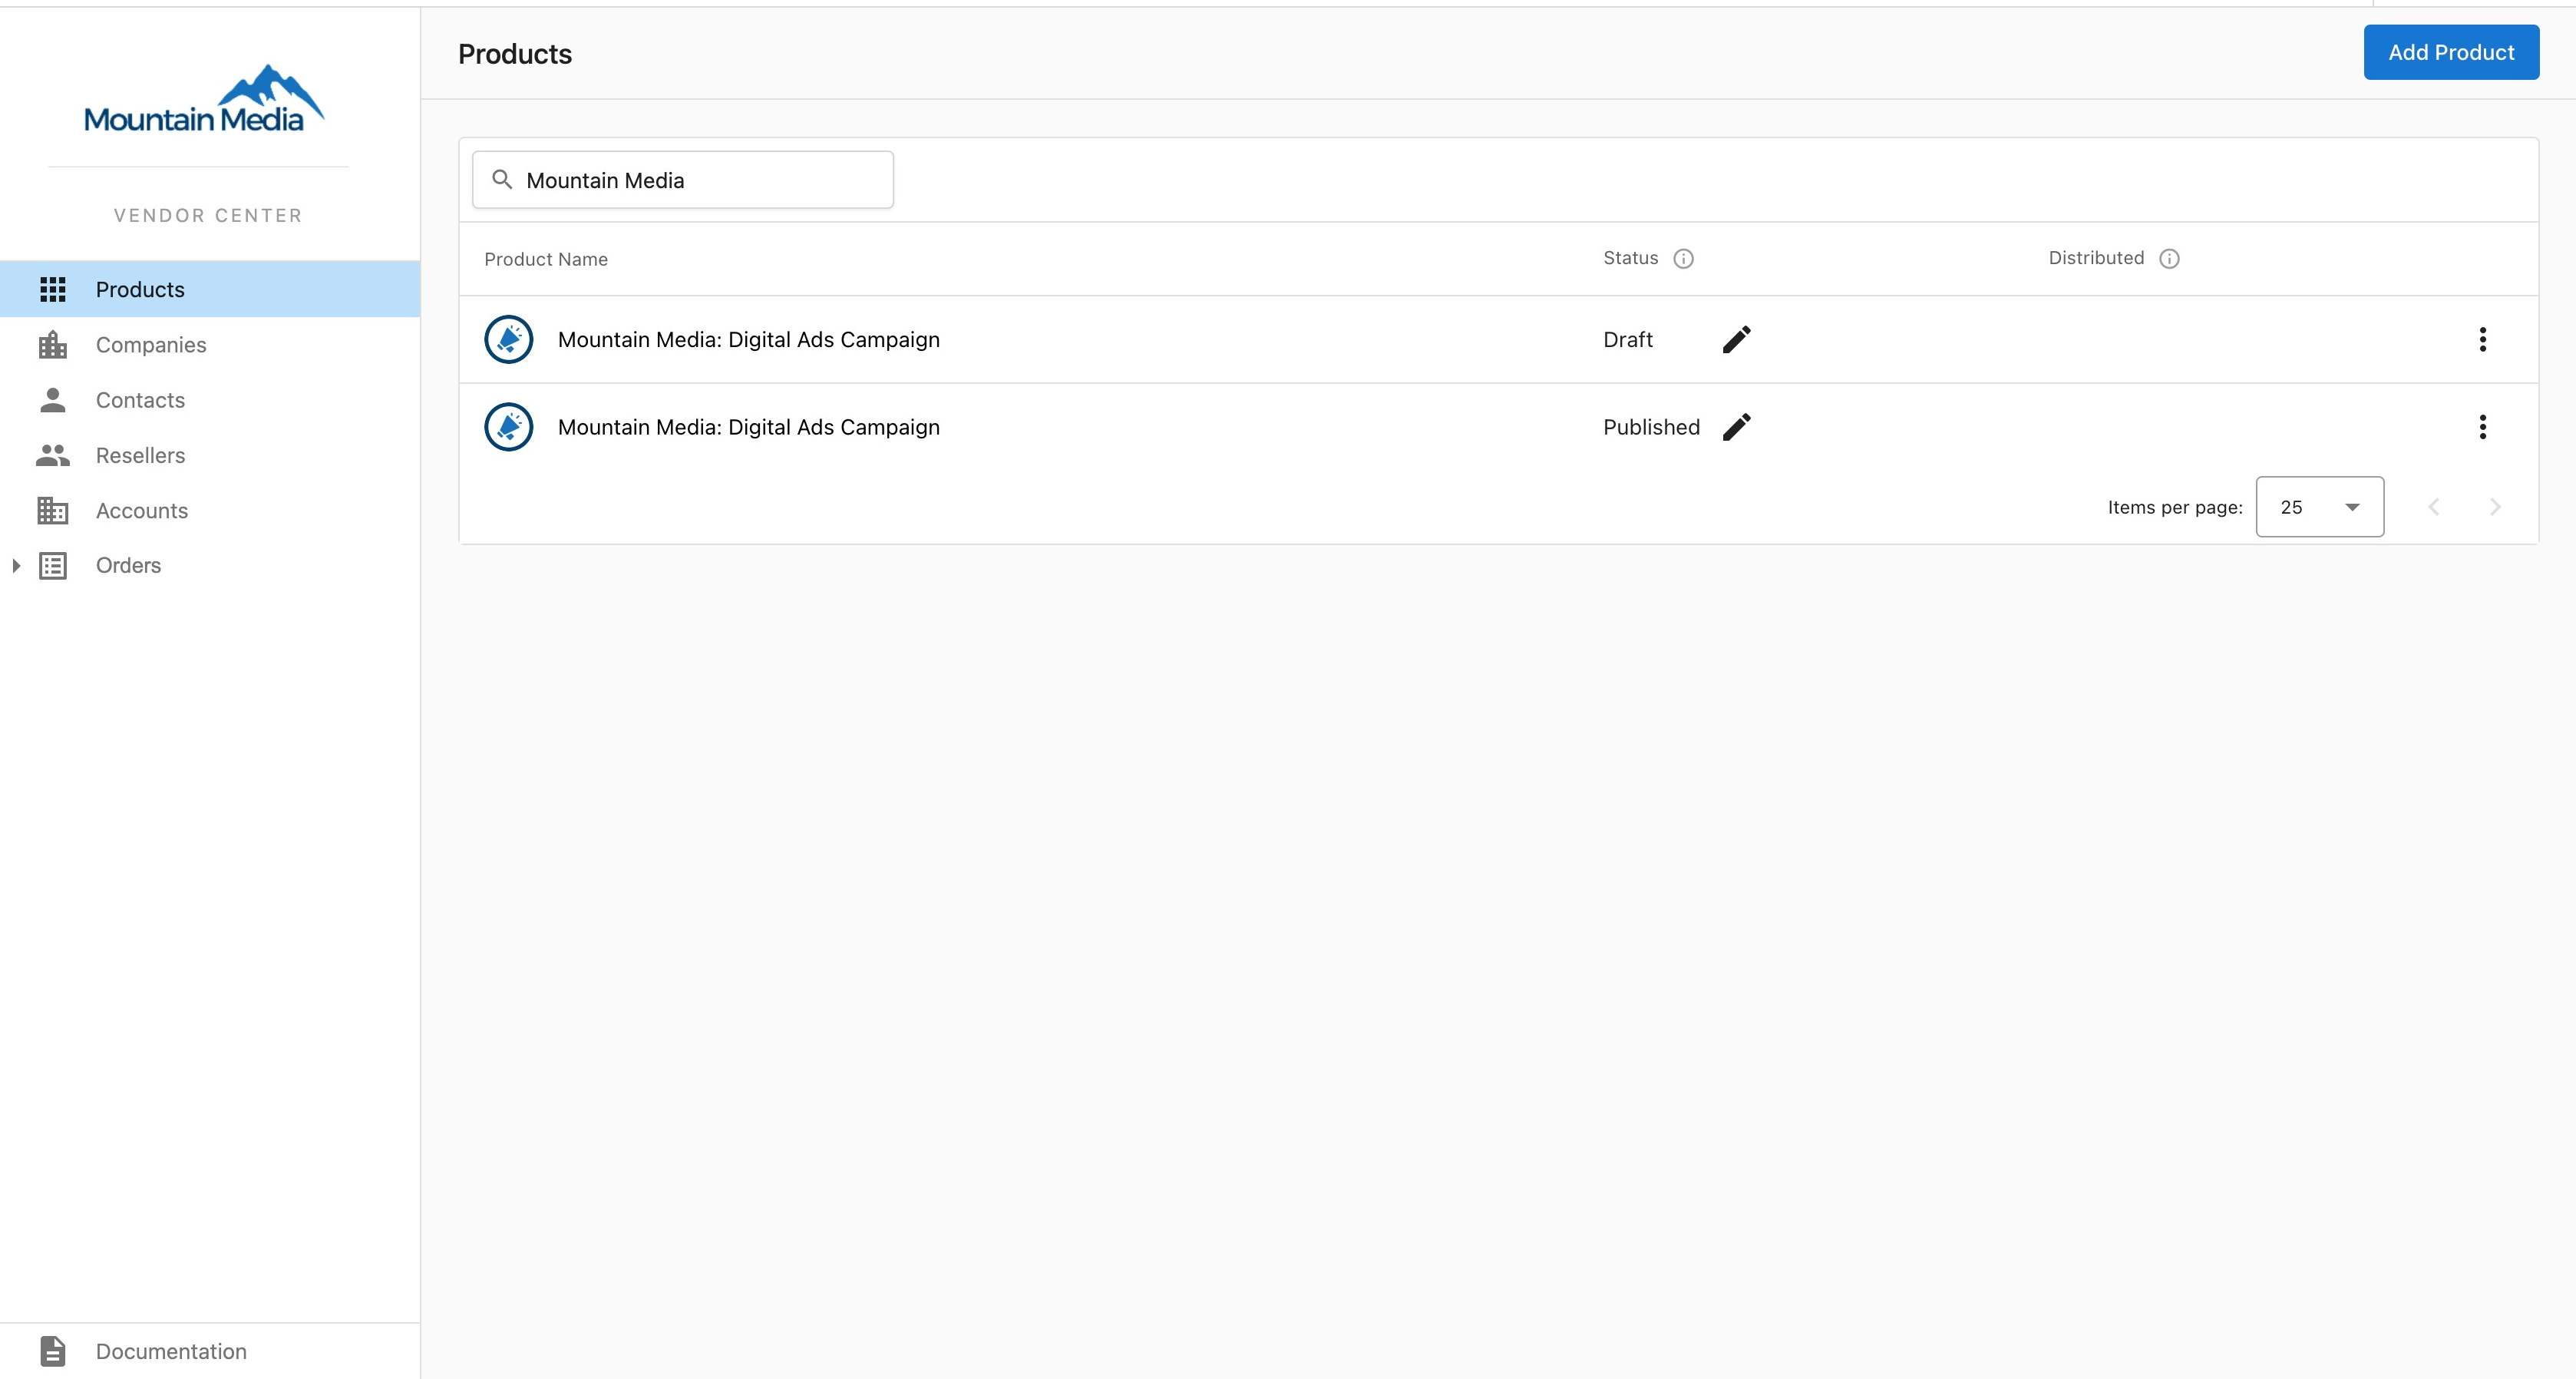 Mountain Media
VENDOR CENTER
Products
Companies
Contacts
Resellers
Accounts
Orders
Documentation
Products
Add Product
Mountain Media
Product Name Status Distributed
Mountain Media: Digital Ads Campaign Draft
Mountain Media: Digital Ads Campaign Published
Items per page: 25